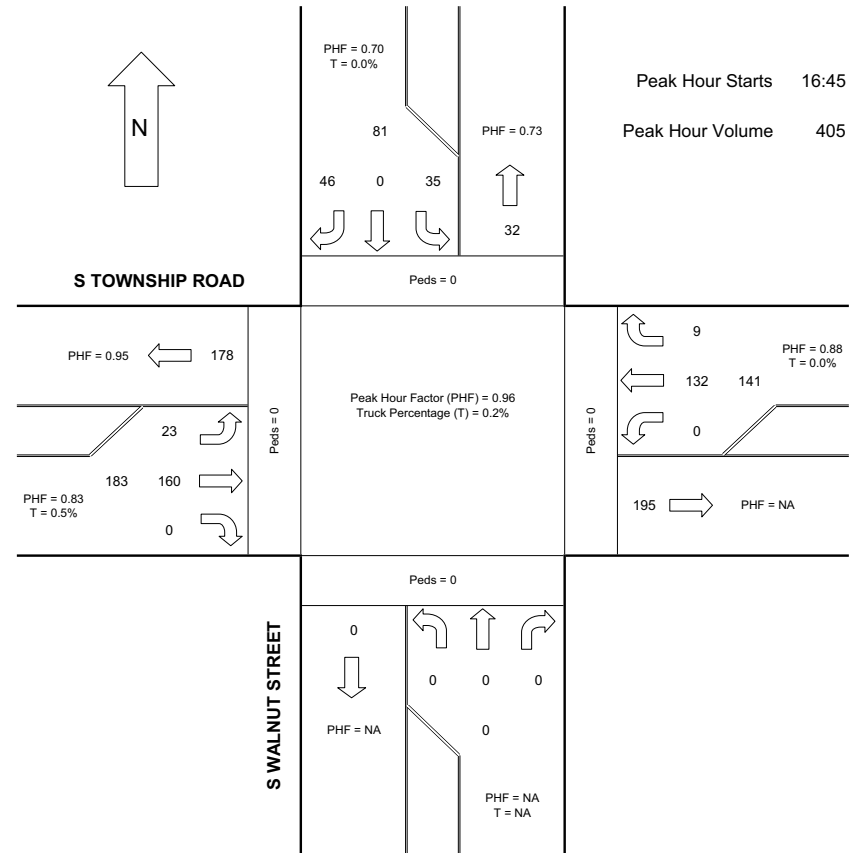 PHF = 0.70
T = 0.0%
Peak Hour Starts 16:45
N
81
PHF = 0.73
Peak Hour Volume 405
46 0 35
32
S TOWNSHIP ROAD
Peds = 0
PHF = 0.95 178
9
PHF = 0.88
T = 0.0%
132 141
0
Peak Hour Factor (PHF) = 0.96
Truck Percentage (T) = 0.2%
Peds = 0
Peds = 0
23
183 160
PHF = 0.83
T = 0.5%
0
195 PHF = NA
Peds = 0
S WALNUT STREET
0
0 0 0
PHF = NA
0
PHF = NA
T = NA